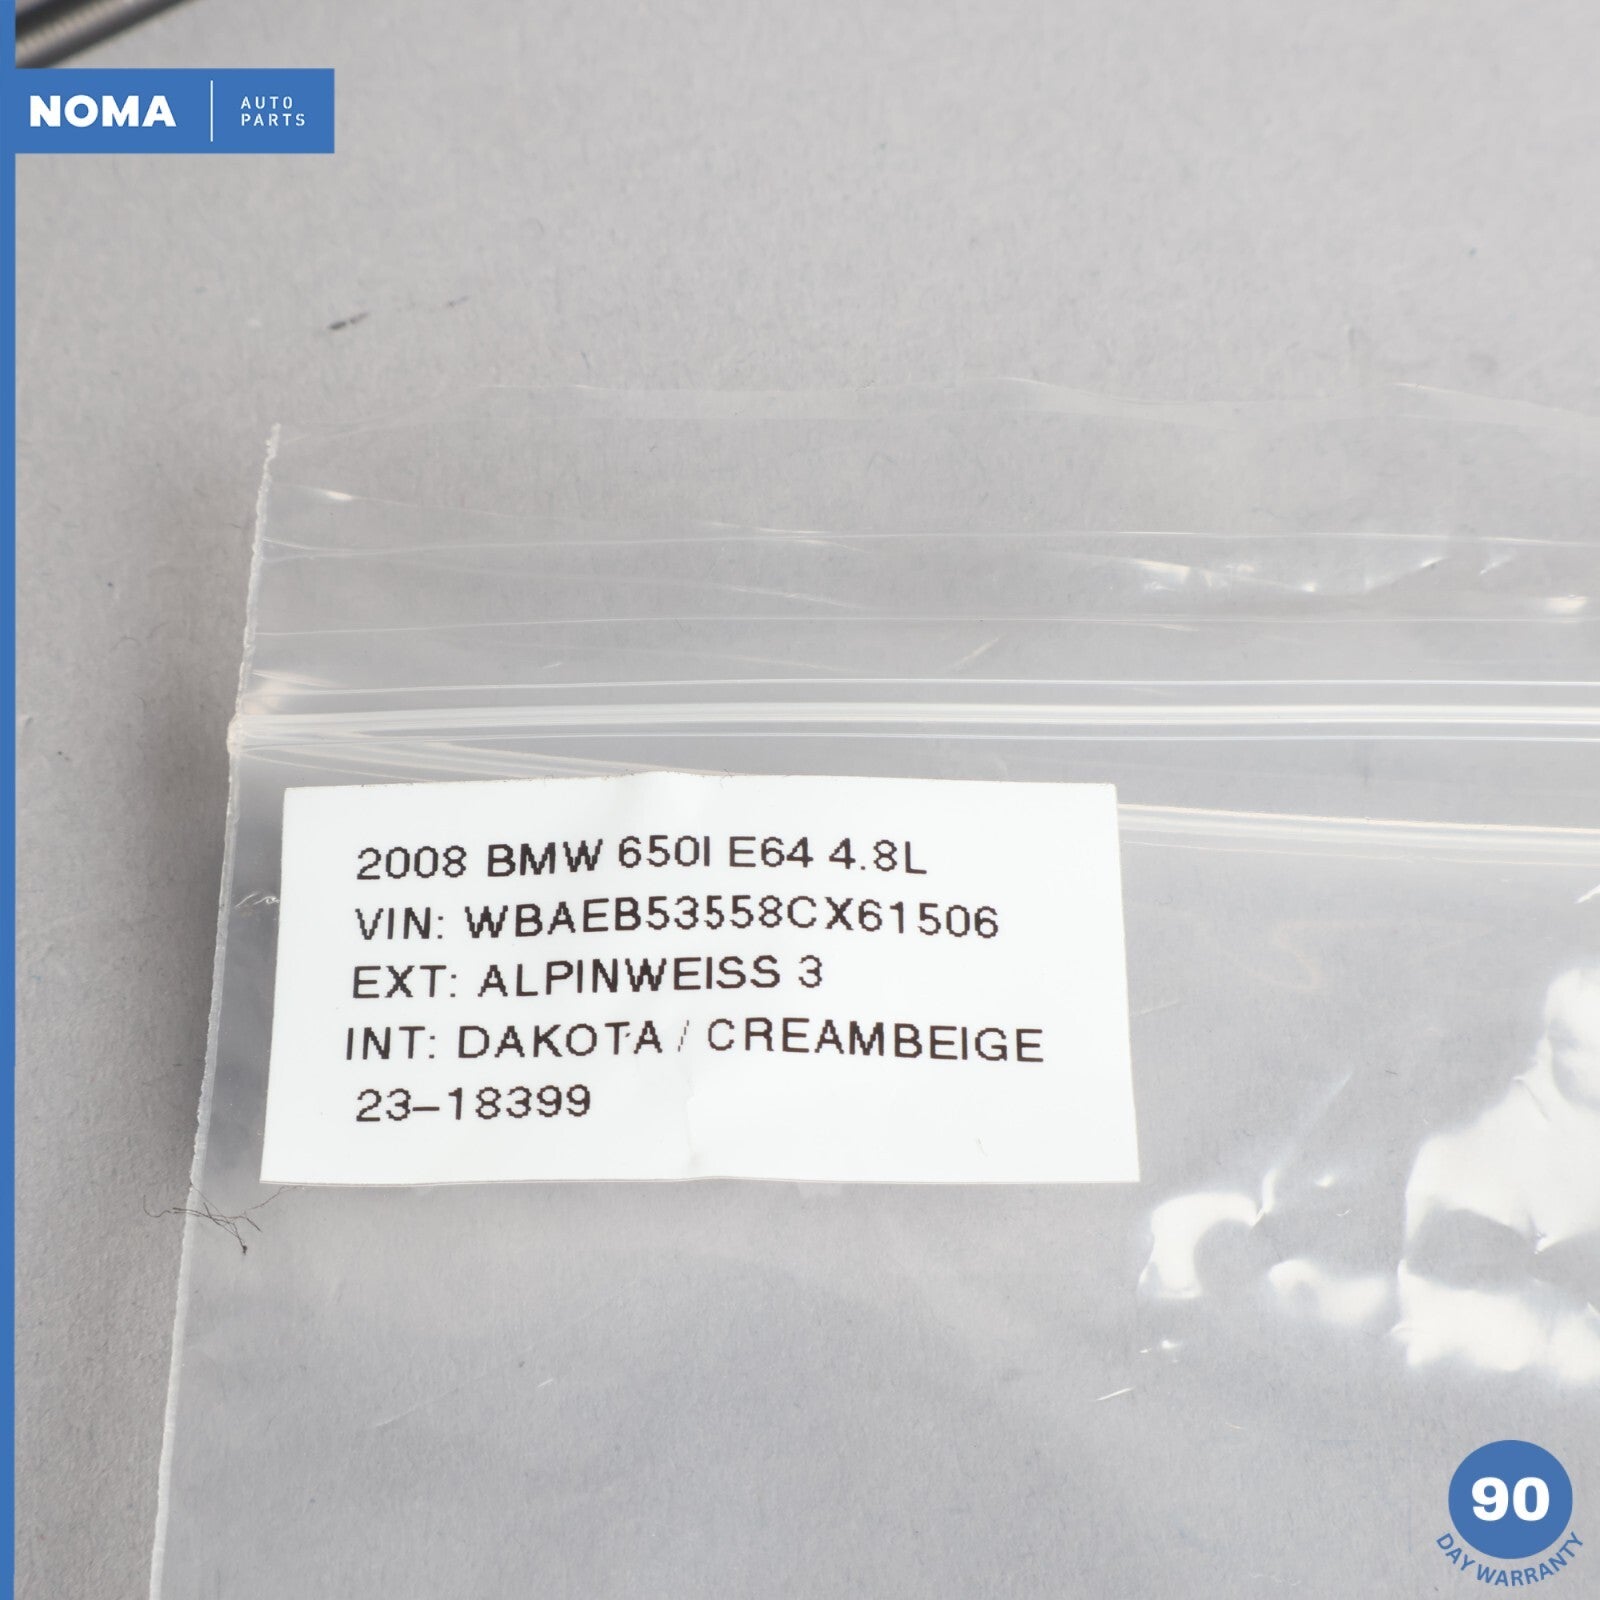 NOMA
AUTO
PARTS
2008 BMW 650I E64 4.8L
VIN: WBAEB53558CX61506
EXT: ALPINWEISS 3
INT: DAKOTA / CREAMBEIGE
23-18399
90
DAY WARRANTY